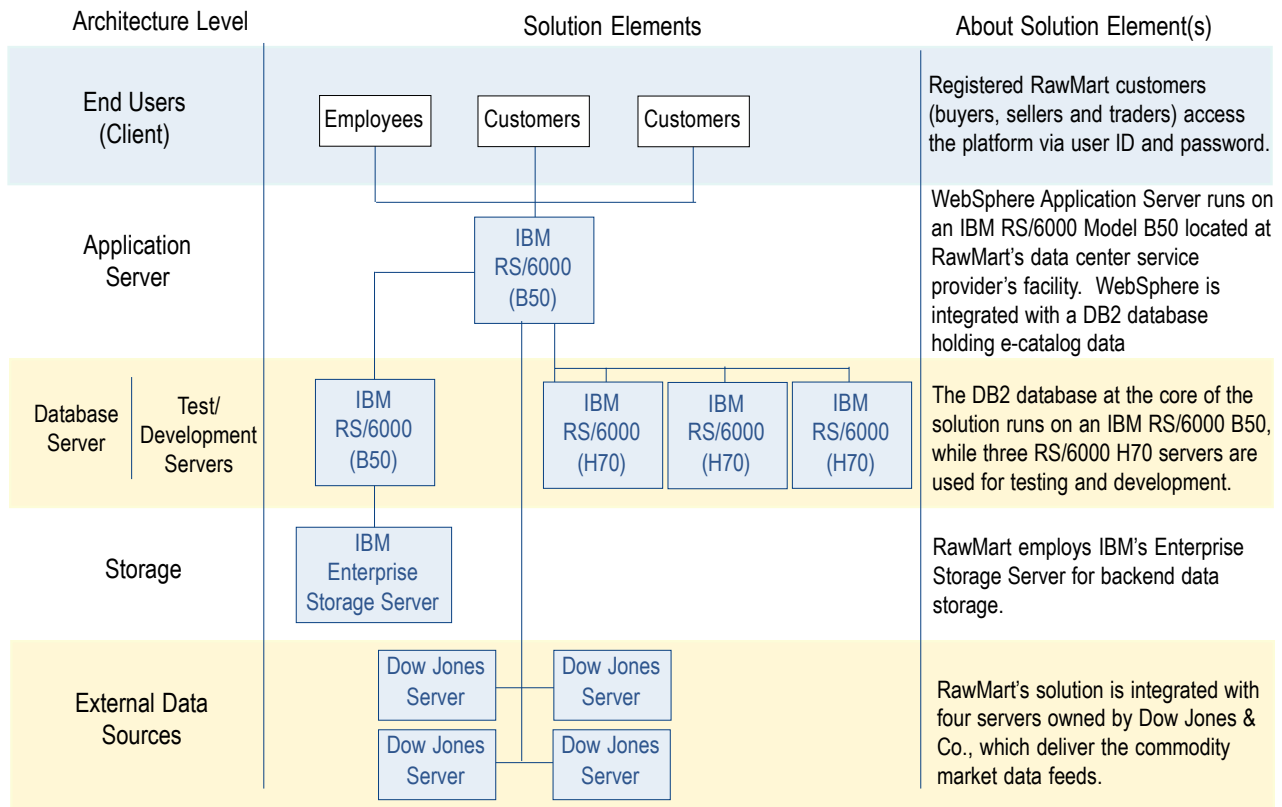 Architecture Level
Solution Elements
About Solution Element(s)
End Users
(Client)
Employees
Customers
Customers
Registered RawMart customers
(buyers, sellers and traders) access
the platform via user ID and password.
Application
Server
IBM
RS/6000
(B50)
WebSphere Application Server runs on
an IBM RS/6000 Model B50 located at
RawMart's data center service
provider's facility.  WebSphere is
integrated with a DB2 database
holding e-catalog data
Database
Server
Test/
Development
Servers
IBM
RS/6000
(B50)
IBM
RS/6000
(H70)
IBM
RS/6000
(H70)
IBM
RS/6000
(H70)
The DB2 database at the core of the
solution runs on an IBM RS/6000 B50,
while three RS/6000 H70 servers are
used for testing and development.
Storage
IBM
Enterprise
Storage Server
RawMart employs IBM's Enterprise
Storage Server for backend data
storage.
External Data
Sources
Dow Jones
Server
Dow Jones
Server
Dow Jones
Server
Dow Jones
Server
RawMart's solution is integrated with
four servers owned by Dow Jones &
Co., which deliver the commodity
market data feeds.